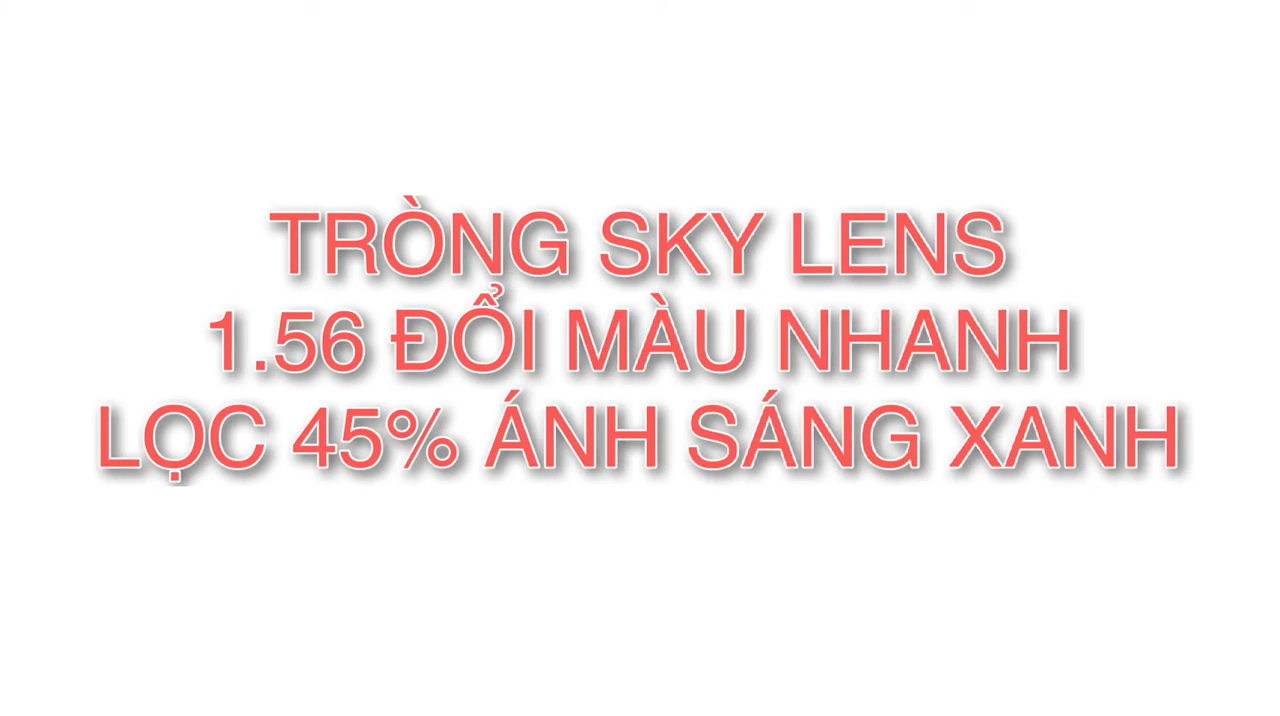 TRÒNG SKY LENS
1.56 ĐỔI MÀU NHANH
LỌC 45% ÁNH SÁNG XANH